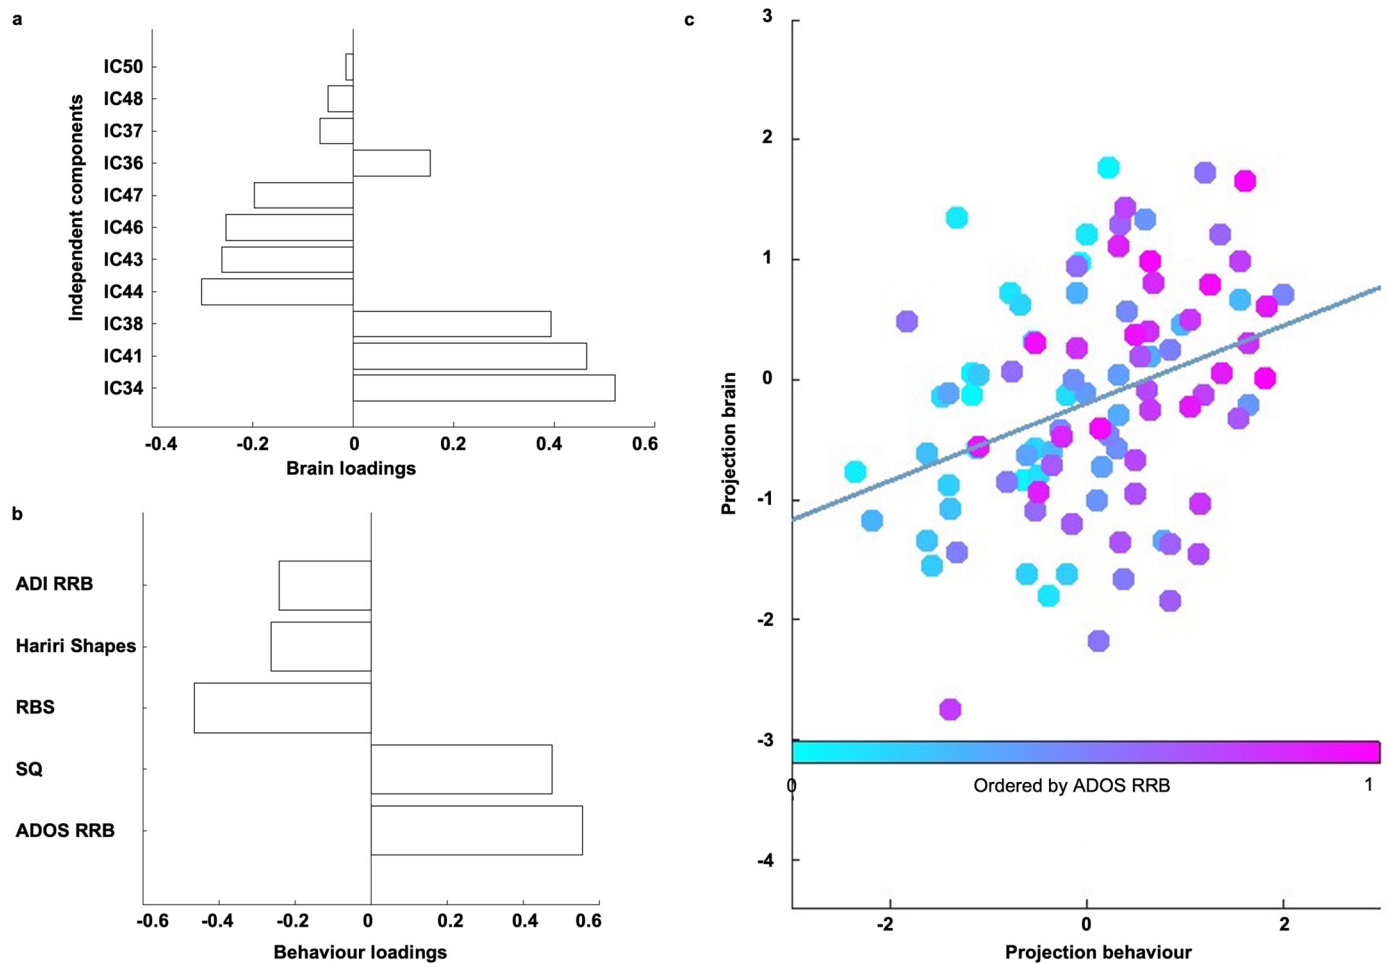 a
Independent components
IC50
IC48
IC37
IC36
IC47
IC46
IC43
IC44
IC38
IC41
IC34
-0.4 -0.2 0 0.2 0.4 0.6
Brain loadings
b
ADI RRB
Hariri Shapes
RBS
SQ
ADOS RRB
-0.6 -0.4 -0.2 0 0.2 0.4 0.6
Behaviour loadings
c
Projection brain
3
2
1
0
-1
-2
-3
0 Ordered by ADOS RRB 1
-4
-2 0 2
Projection behaviour